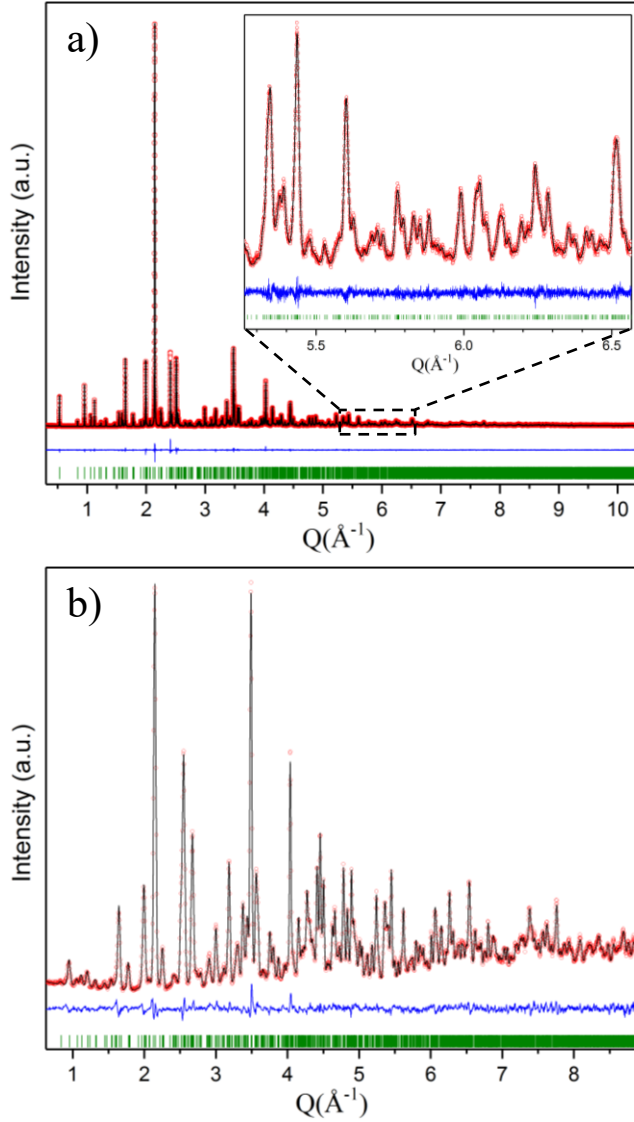 a)
Intensity (a.u.)
5.5 6.0 6.5
Q(Å-1)
1 2 3 4 5 6 7 8 9 10
Q(Å-1)
b)
Intensity (a.u.)
1 2 3 4 5 6 7 8
Q(Å-1)